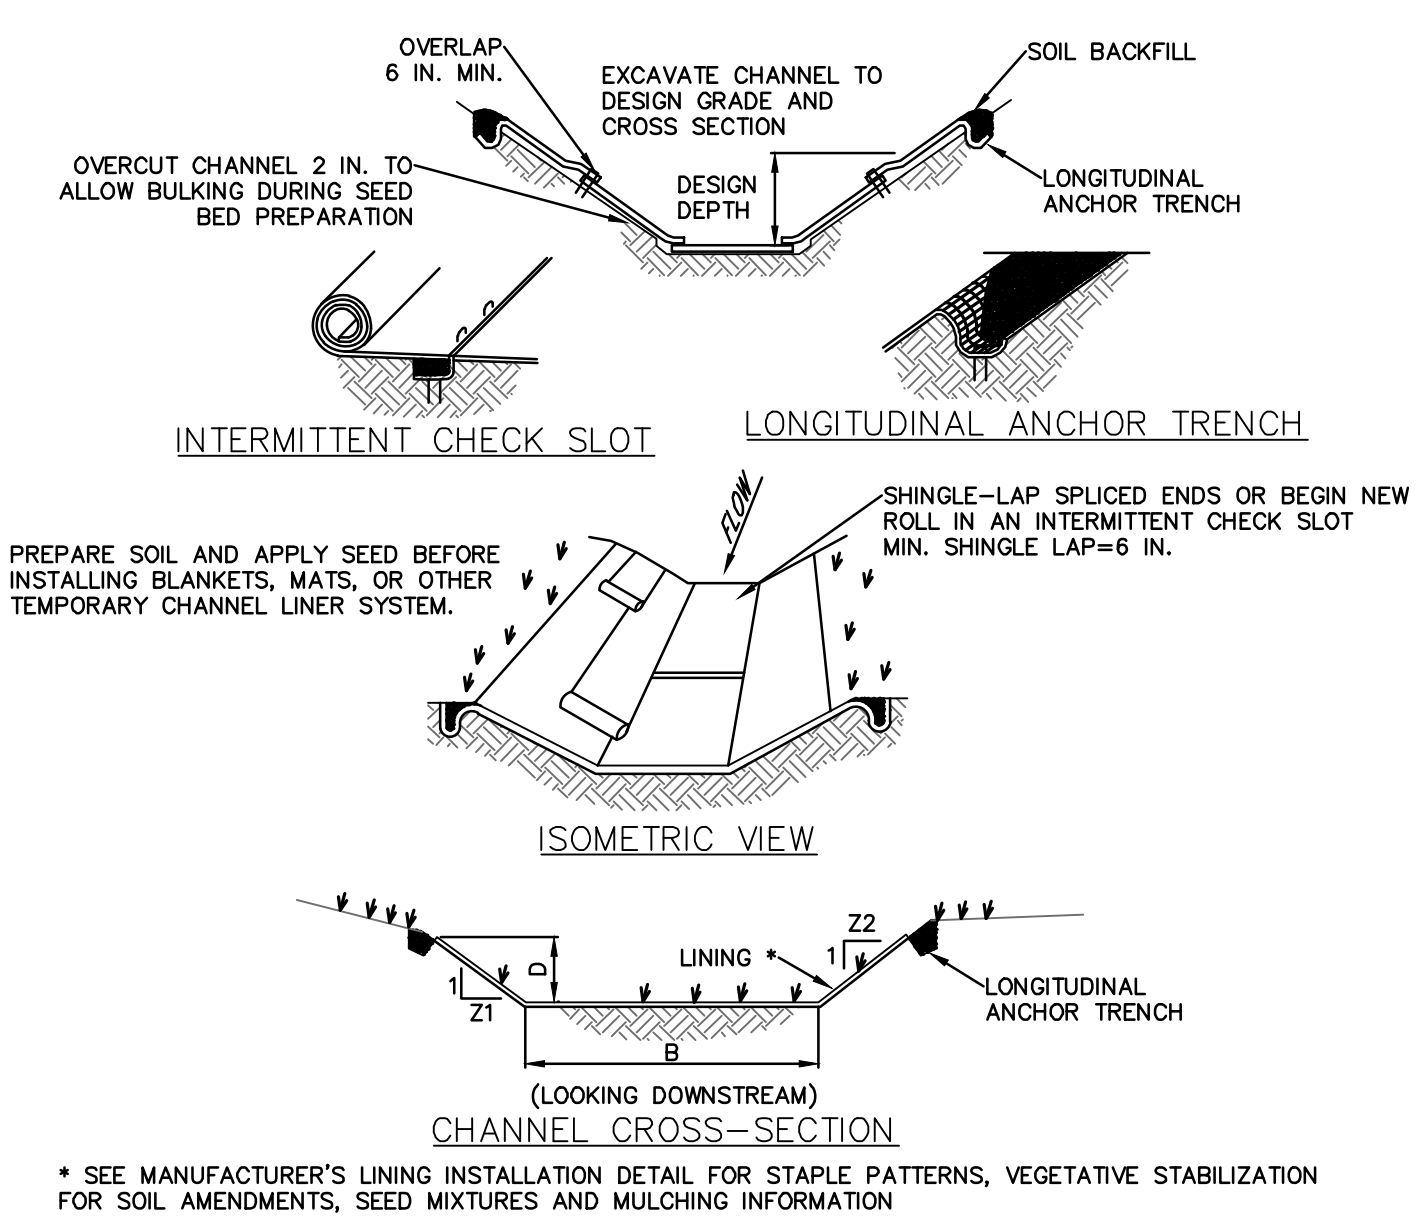 OVERLAP
6 IN. MIN.
EXCAVATE CHANNEL TO
DESIGN GRADE AND
CROSS SECTION
SOIL BACKFILL
OVERCUT CHANNEL 2 IN. TO
ALLOW BULKING DURING SEED
BED PREPARATION
DESIGN
DEPTH
LONGITUDINAL
ANCHOR TRENCH
INTERMITTENT CHECK SLOT
LONGITUDINAL ANCHOR TRENCH
FLOW
SHINGLE-LAP SPLICED ENDS OR BEGIN NEW
ROLL IN AN INTERMITTENT CHECK SLOT
MIN. SHINGLE LAP=6 IN.
PREPARE SOIL AND APPLY SEED BEFORE
INSTALLING BLANKETS, MATS, OR OTHER
TEMPORARY CHANNEL LINER SYSTEM.
ISOMETRIC VIEW
1
Z1
D
LINING *
1
Z2
LONGITUDINAL
ANCHOR TRENCH
B
(LOOKING DOWNSTREAM)
CHANNEL CROSS-SECTION
* SEE MANUFACTURER'S LINING INSTALLATION DETAIL FOR STAPLE PATTERNS, VEGETATIVE STABILIZATION
FOR SOIL AMENDMENTS, SEED MIXTURES AND MULCHING INFORMATION